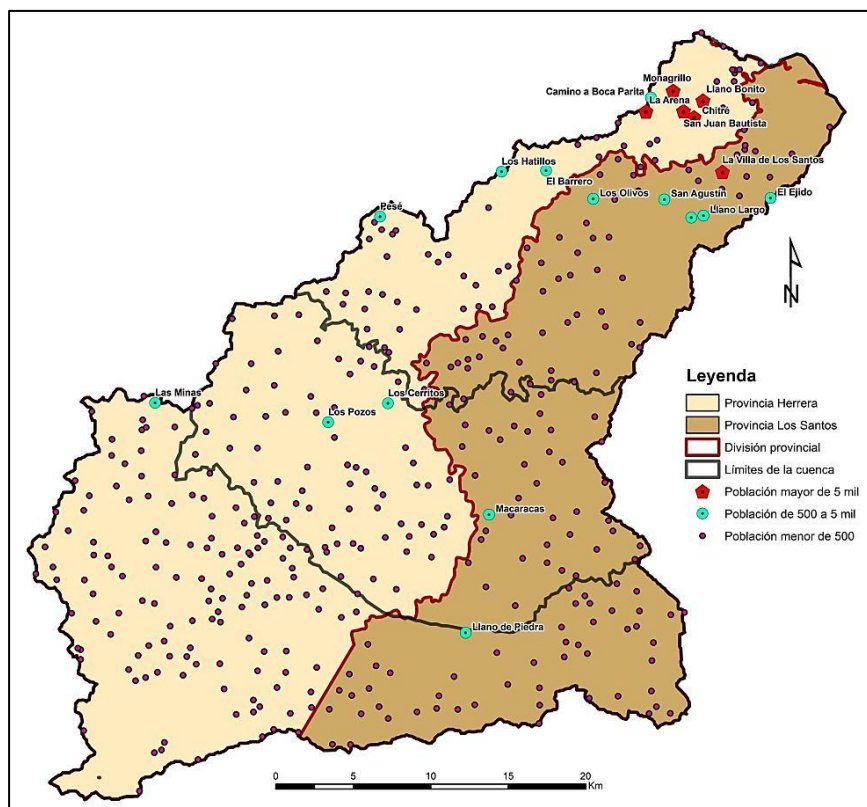 Monagrillo
Camino a Boca Parita
Llano Bonito
La Arena
Chitré
San Juan Bautista
La Villa de Los Santos
Los Hatillos
El Barrero
Los Olivos
San Agustín
El Ejido
Pesé
Llano Largo
N
Las Minas
Los Cerritos
Los Pozos
Macaracas
Llano de Piedra
Leyenda
Provincia Herrera
Provincia Los Santos
División provincial
Límites de la cuenca
Población mayor de 5 mil
Población de 500 a 5 mil
Población menor de 500
0 5 10 15 20
Km